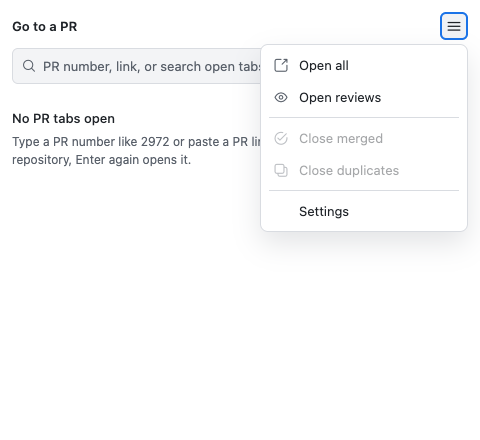 Go to a PR
PR number, link, or search open tabs
Open all
Open reviews
No PR tabs open
Close merged
Type a PR number like 2972 or paste a PR
repository, Enter again opens it.
Close duplicates
Settings